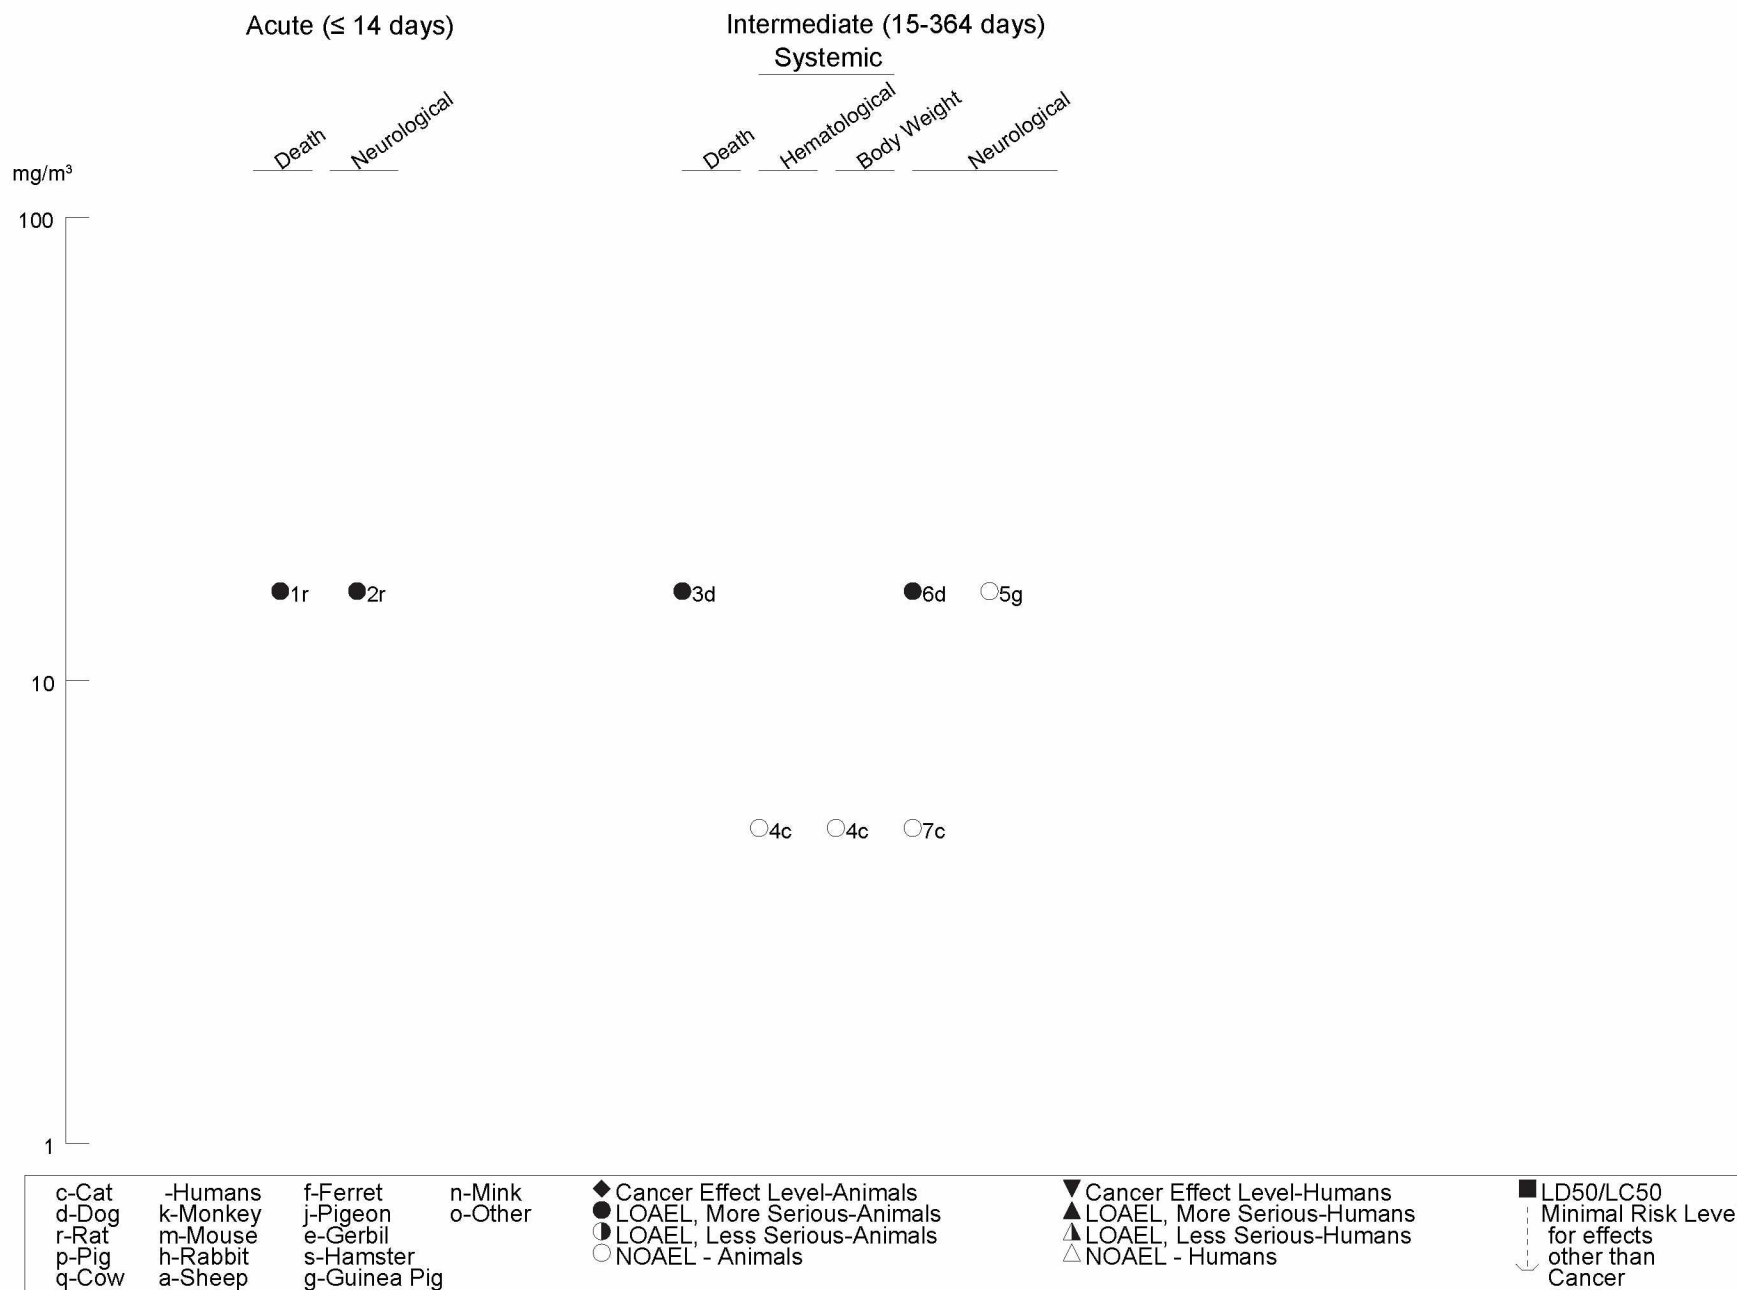 Acute (≤ 14 days)
Intermediate (15-364 days)
Systemic
Death
Neurological
Death
Hematological
Body Weight
Neurological
mg/m³
100
1r
2r
3d
6d
5g
10
4c
4c
7c
1
c-Cat -Humans f-Ferret n-Mink ◆ Cancer Effect Level-Animals ▼ Cancer Effect Level-Humans ■ LD50/LC50
d-Dog k-Monkey j-Pigeon o-Other ● LOAEL, More Serious-Animals ▲ LOAEL, More Serious-Humans Minimal Risk Leve
r-Rat m-Mouse e-Gerbil ◑ LOAEL, Less Serious-Animals ◮ LOAEL, Less Serious-Humans for effects
p-Pig h-Rabbit s-Hamster ○ NOAEL - Animals △ NOAEL - Humans other than
q-Cow a-Sheep g-Guinea Pig Cancer